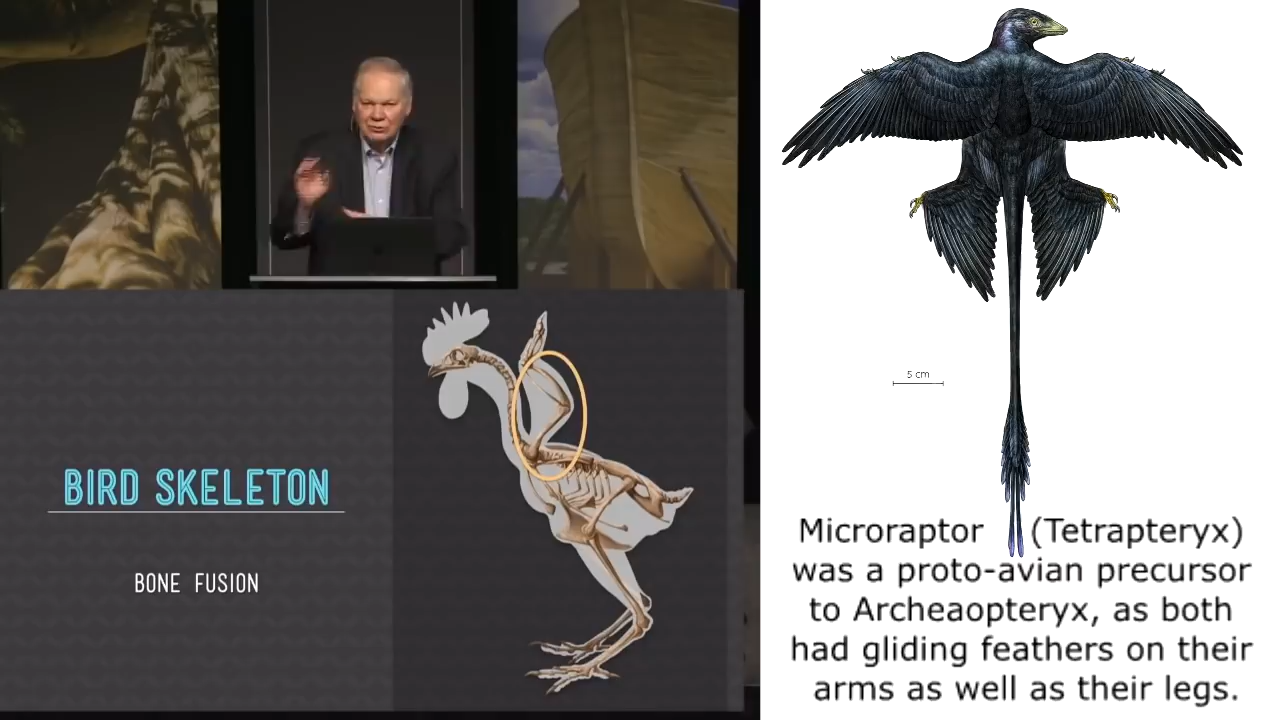 BIRD SKELETON
BONE FUSION
5 cm
Microraptor (Tetrapteryx)
was a proto-avian precursor
to Archeaopteryx, as both
had gliding feathers on their
arms as well as their legs.